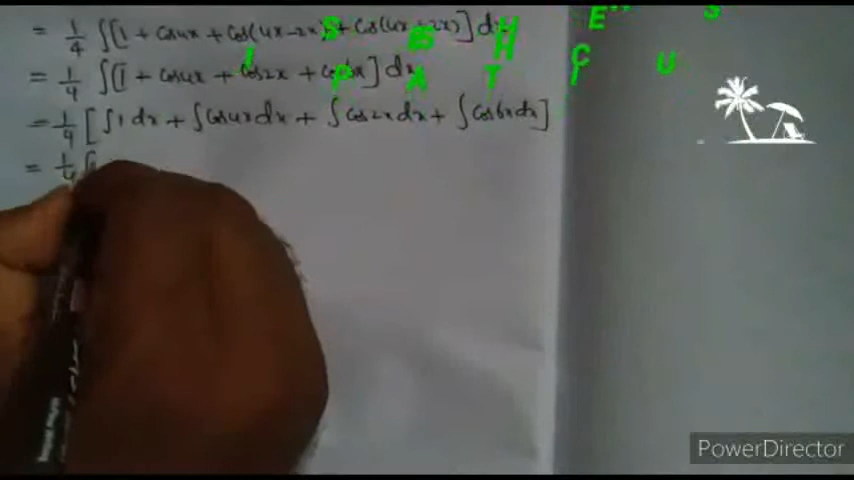 = 1/4 ∫[1 + cos4x + cos(4x-2x) + cos(4x+2x)] dx
= 1/4 ∫[1 + cos4x + cos2x + cos6x] dx
= 1/4 [∫1 dx + ∫cos4x dx + ∫cos2x dx + ∫cos6x dx]
= 1/4
PowerDirector